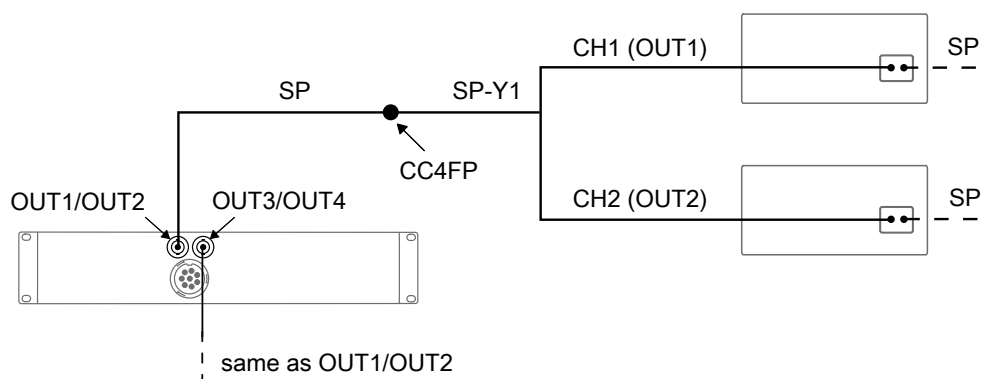 CH1 (OUT1)
SP
SP
SP-Y1
CC4FP
OUT1/OUT2
OUT3/OUT4
CH2 (OUT2)
SP
same as OUT1/OUT2